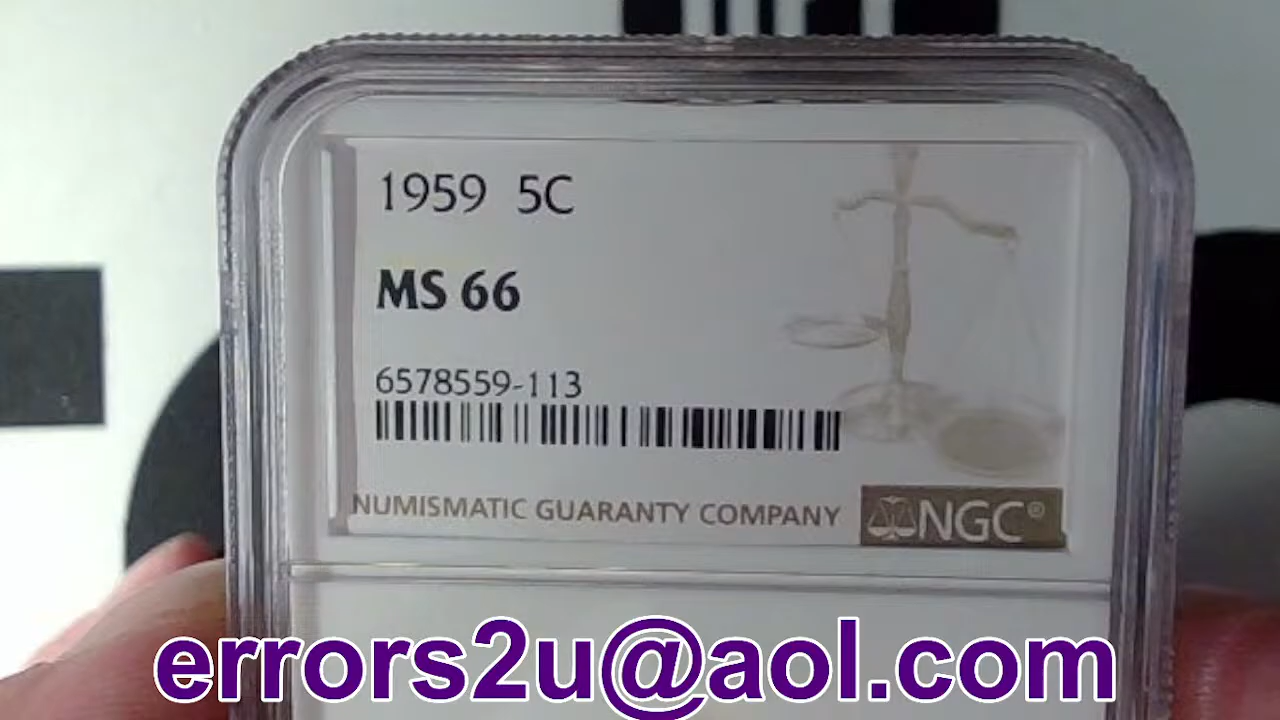 1959 5C
MS 66
6578559-113
NUMISMATIC GUARANTY COMPANY NGC®
errors2u@aol.com